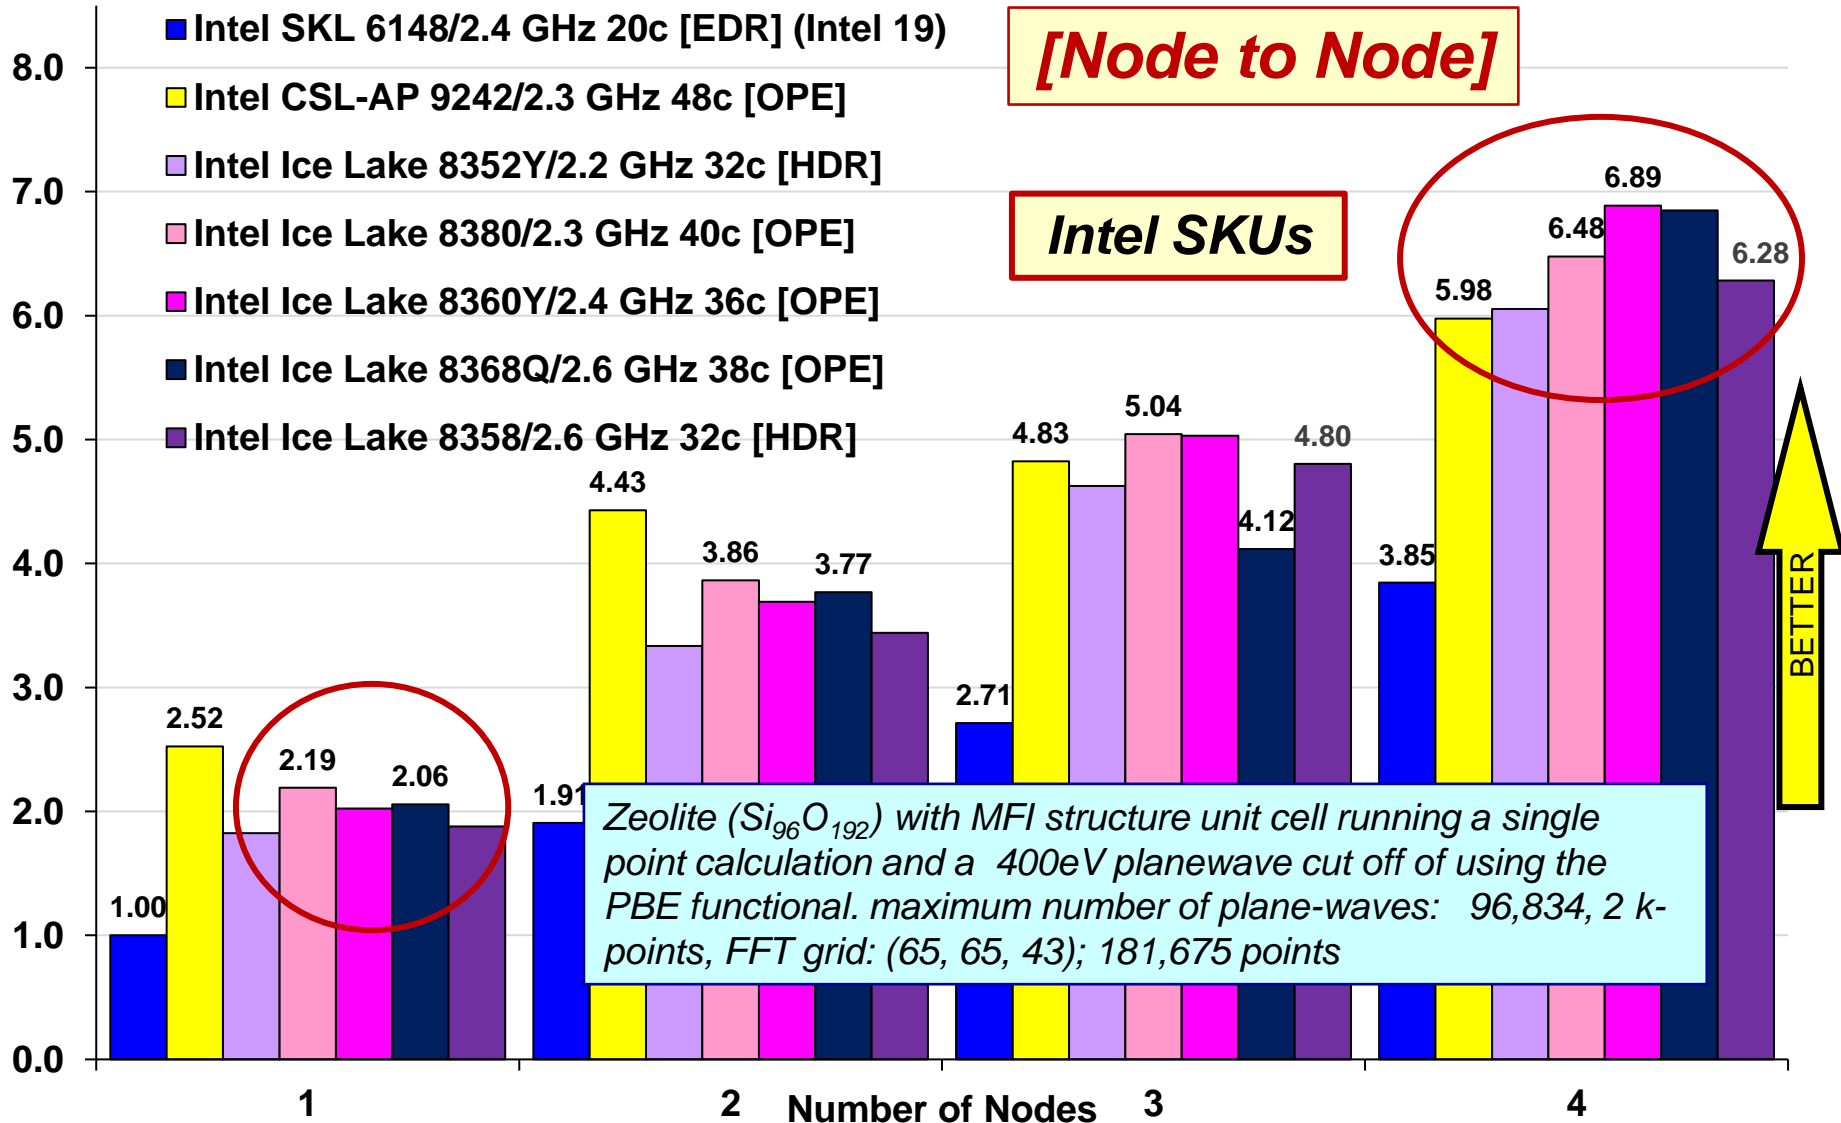 Intel SKL 6148/2.4 GHz 20c [EDR] (Intel 19)
Intel CSL-AP 9242/2.3 GHz 48c [OPE]
Intel Ice Lake 8352Y/2.2 GHz 32c [HDR]
Intel Ice Lake 8380/2.3 GHz 40c [OPE]
Intel Ice Lake 8360Y/2.4 GHz 36c [OPE]
Intel Ice Lake 8368Q/2.6 GHz 38c [OPE]
Intel Ice Lake 8358/2.6 GHz 32c [HDR]
[Node to Node]
Intel SKUs
8.0
7.0
6.0
5.0
4.0
3.0
2.0
1.0
0.0
1.00
2.52
2.19
2.06
1.91
4.43
3.86
3.77
2.71
4.83
5.04
4.12
4.80
3.85
5.98
6.48
6.89
6.28
BETTER
Zeolite (Si96O192) with MFI structure unit cell running a single
point calculation and a 400eV planewave cut off of using the
PBE functional. maximum number of plane-waves: 96,834, 2 k-
points, FFT grid: (65, 65, 43); 181,675 points
1 2 3 4
Number of Nodes